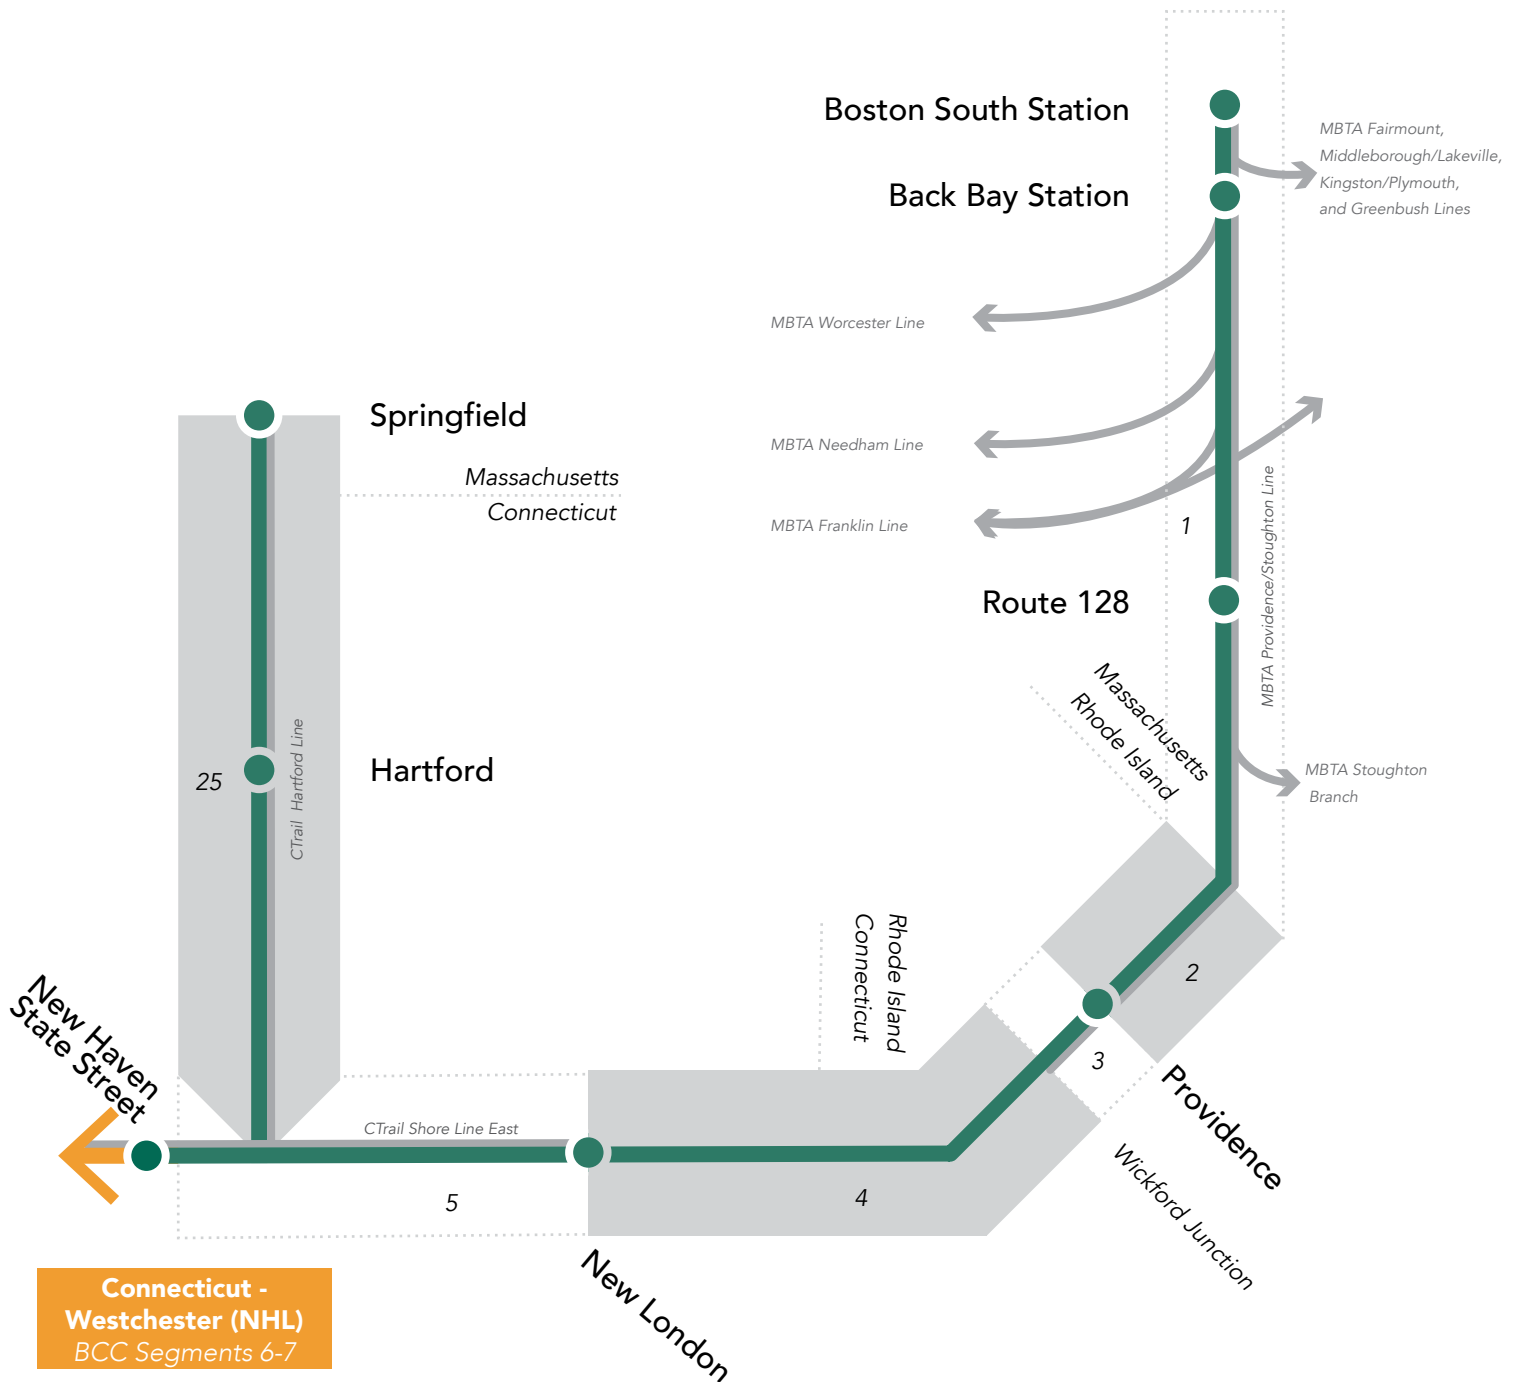 Boston South Station
MBTA Fairmount,
Middleborough/Lakeville,
Kingston/Plymouth,
and Greenbush Lines
Back Bay Station
MBTA Worcester Line
Springfield
MBTA Needham Line
Massachusetts
Connecticut
MBTA Franklin Line
1
MBTA Providence/Stoughton Line
Route 128
Massachusetts
Rhode Island
Hartford
25
CTrail Hartford Line
MBTA Stoughton
Branch
Rhode Island
Connecticut
2
3
Providence
New Haven
State Street
CTrail Shore Line East
5
4
Wickford Junction
New London
Connecticut -
Westchester (NHL)
BCC Segments 6-7